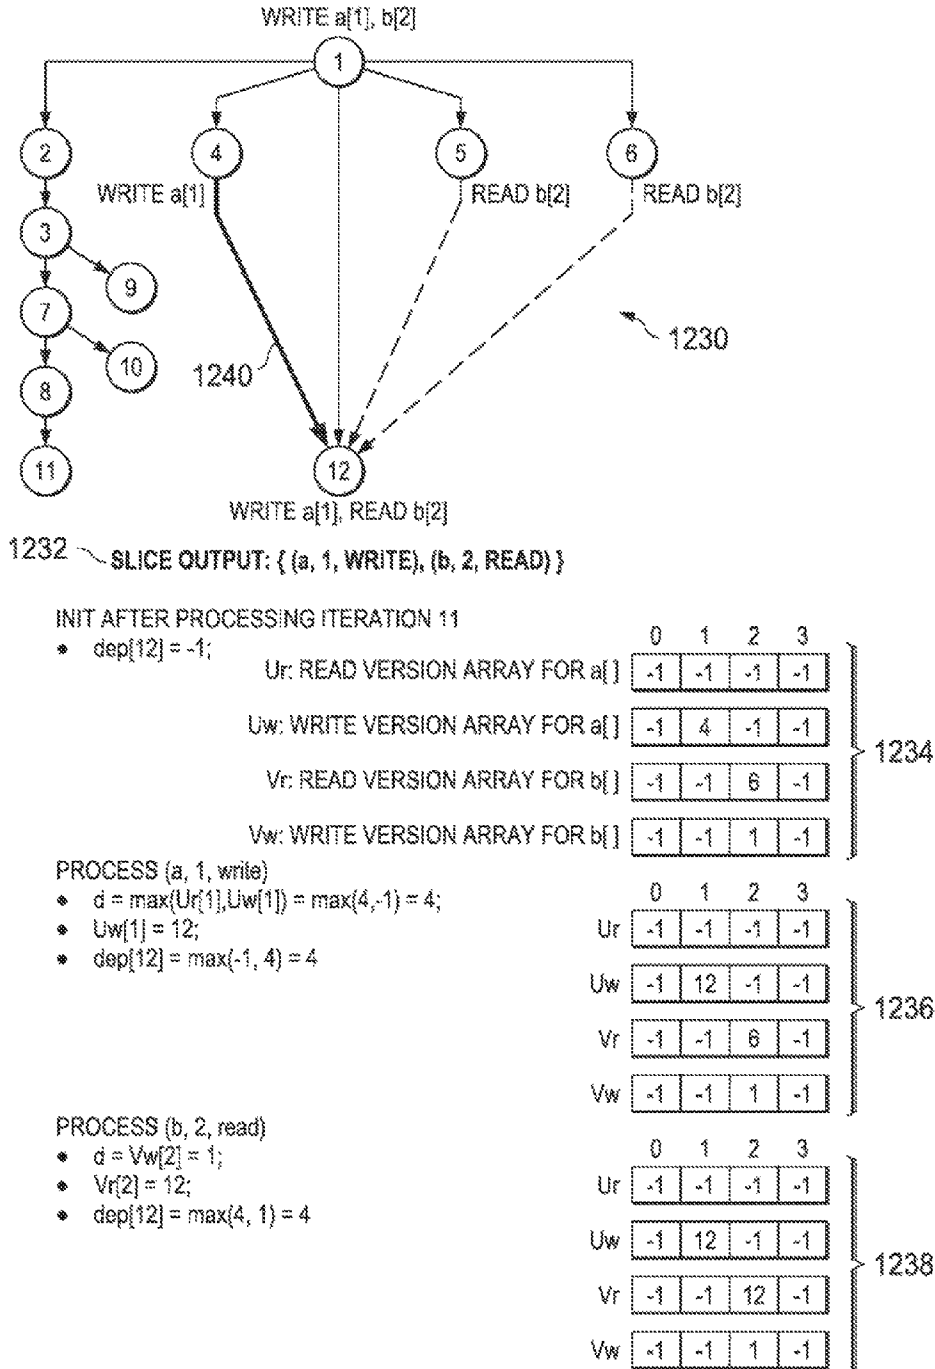 WRITE a[1], b[2]
1
2
4
5
6
WRITE a[1]
READ b[2]
READ b[2]
3
9
7
1230
10
1240
8
11
12
WRITE a[1], READ b[2]
1232
SLICE OUTPUT: { (a, 1, WRITE), (b, 2, READ) }
INIT AFTER PROCESSING ITERATION 11
• dep[12] = -1;
0 1 2 3
Ur: READ VERSION ARRAY FOR a[ ] -1 -1 -1 -1
Uw: WRITE VERSION ARRAY FOR a[ ] -1 4 -1 -1
1234
Vr: READ VERSION ARRAY FOR b[ ] -1 -1 6 -1
Vw: WRITE VERSION ARRAY FOR b[ ] -1 -1 1 -1
PROCESS (a, 1, write)
• d = max(Ur[1],Uw[1]) = max(4,-1) = 4;
• Uw[1] = 12;
• dep[12] = max(-1, 4) = 4
0 1 2 3
Ur -1 -1 -1 -1
Uw -1 12 -1 -1
1236
Vr -1 -1 6 -1
Vw -1 -1 1 -1
PROCESS (b, 2, read)
• d = Vw[2] = 1;
• Vr[2] = 12;
• dep[12] = max(4, 1) = 4
0 1 2 3
Ur -1 -1 -1 -1
Uw -1 12 -1 -1
1238
Vr -1 -1 12 -1
Vw -1 -1 1 -1